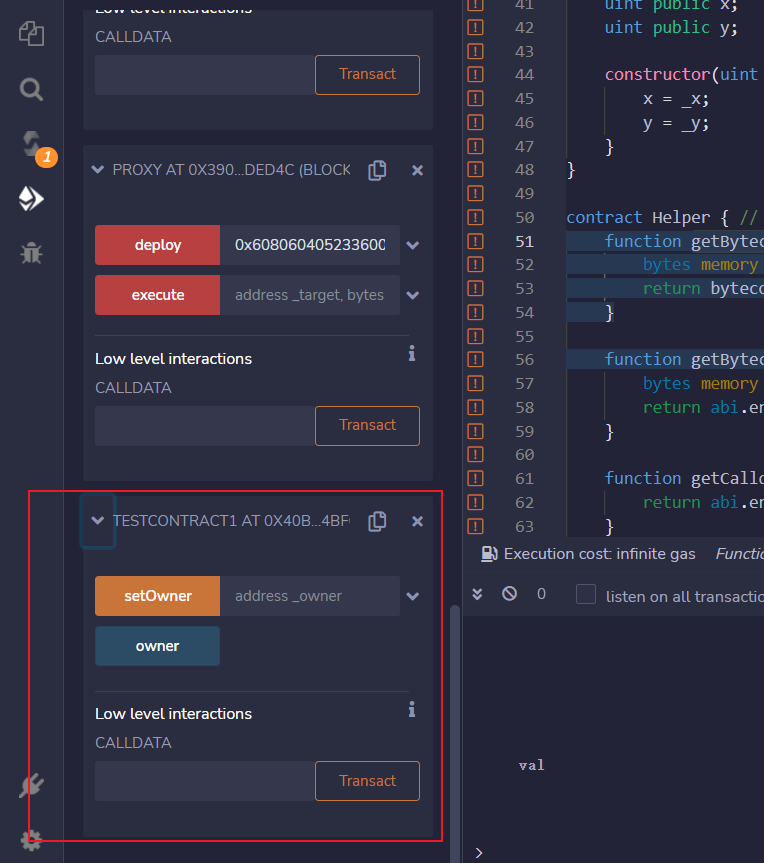 Low level interactions
CALLDATA
Transact
1
PROXY AT 0X390...DED4C (BLOCK
deploy 0x608060405233600
execute address _target, bytes
Low level interactions
CALLDATA
Transact
TESTCONTRACT1 AT 0X40B...4BF
setOwner address _owner
owner
Low level interactions
CALLDATA
Transact
41 uint public x;
42 uint public y;
43
44 constructor(uint
45 x = _x;
46 y = _y;
47 }
48 }
49
50 contract Helper { //
51 function getBytec
52 bytes memory
53 return byteco
54 }
55
56 function getBytec
57 bytes memory
58 return abi.en
59 }
60
61 function getCalld
62 return abi.en
63 }
Execution cost: infinite gas Functio
0 listen on all transactio
val
>